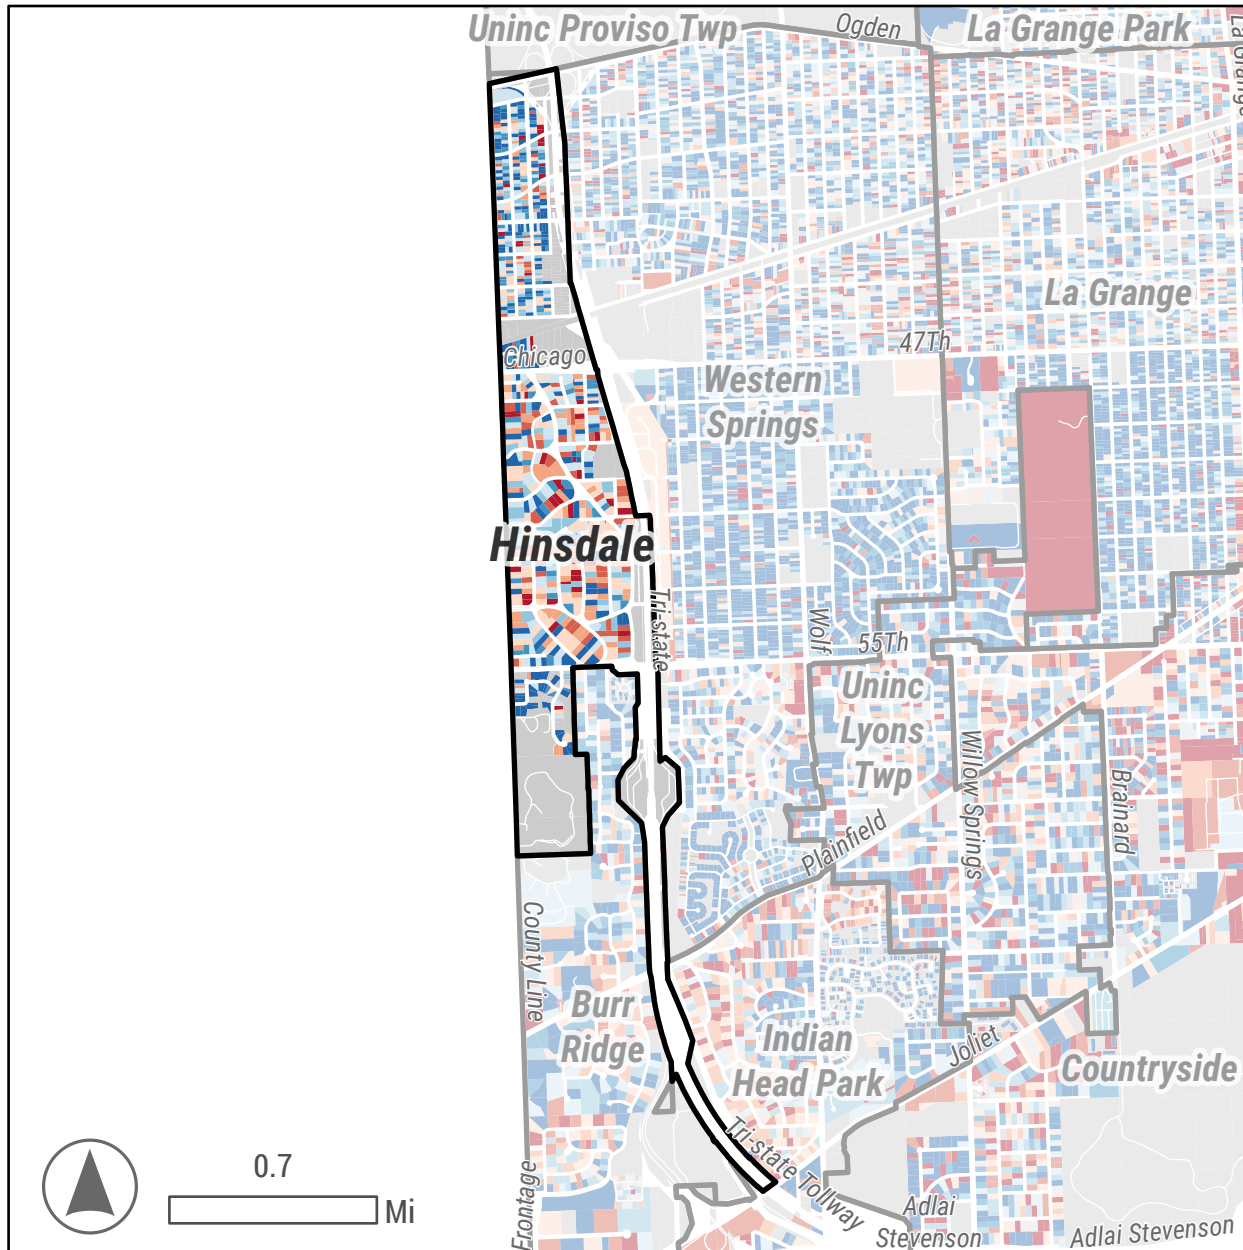 Uninc Proviso Twp
Ogden
La Grange Park
La Grange
La Grange
47Th
Chicago
Western
Springs
Hinsdale
Tri-state
Wolf
55Th
Uninc
Lyons
Twp
Willow Springs
Brainard
Plainfield
County Line
Burr
Ridge
Indian
Head Park
Joliet
Countryside
Tri-state Tollway
0.7
Mi
Frontage
Adlai
Stevenson
Adlai Stevenson